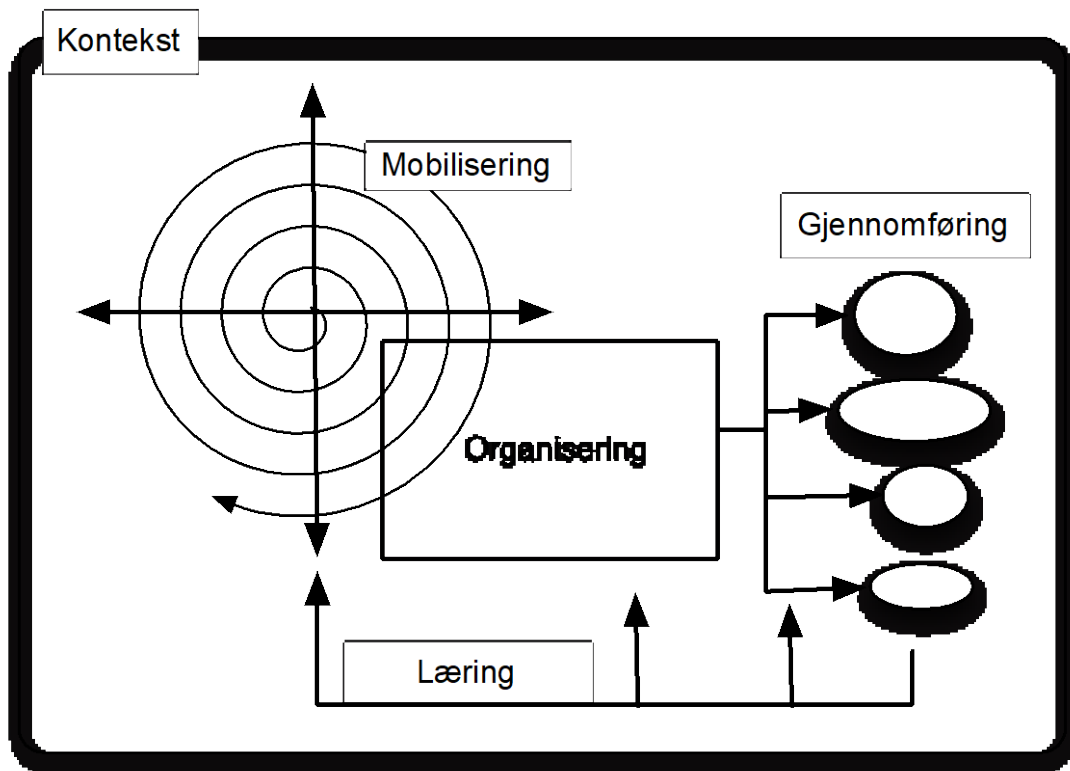 Kontekst
Mobilisering
Gjennomføring
Organisering
Læring